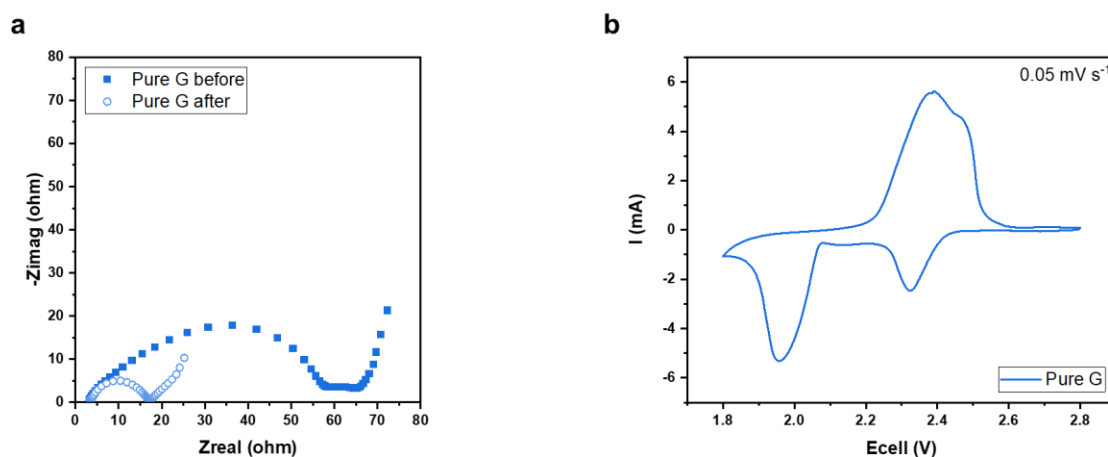 a
80
70
60
50
40
30
20
10
0
-Zimag (ohm)
Pure G before
Pure G after
0 10 20 30 40 50 60 70 80
Zreal (ohm)
b
6
4
2
0
-2
-4
-6
I (mA)
0.05 mV s⁻¹
Pure G
1.8 2.0 2.2 2.4 2.6 2.8
Ecell (V)